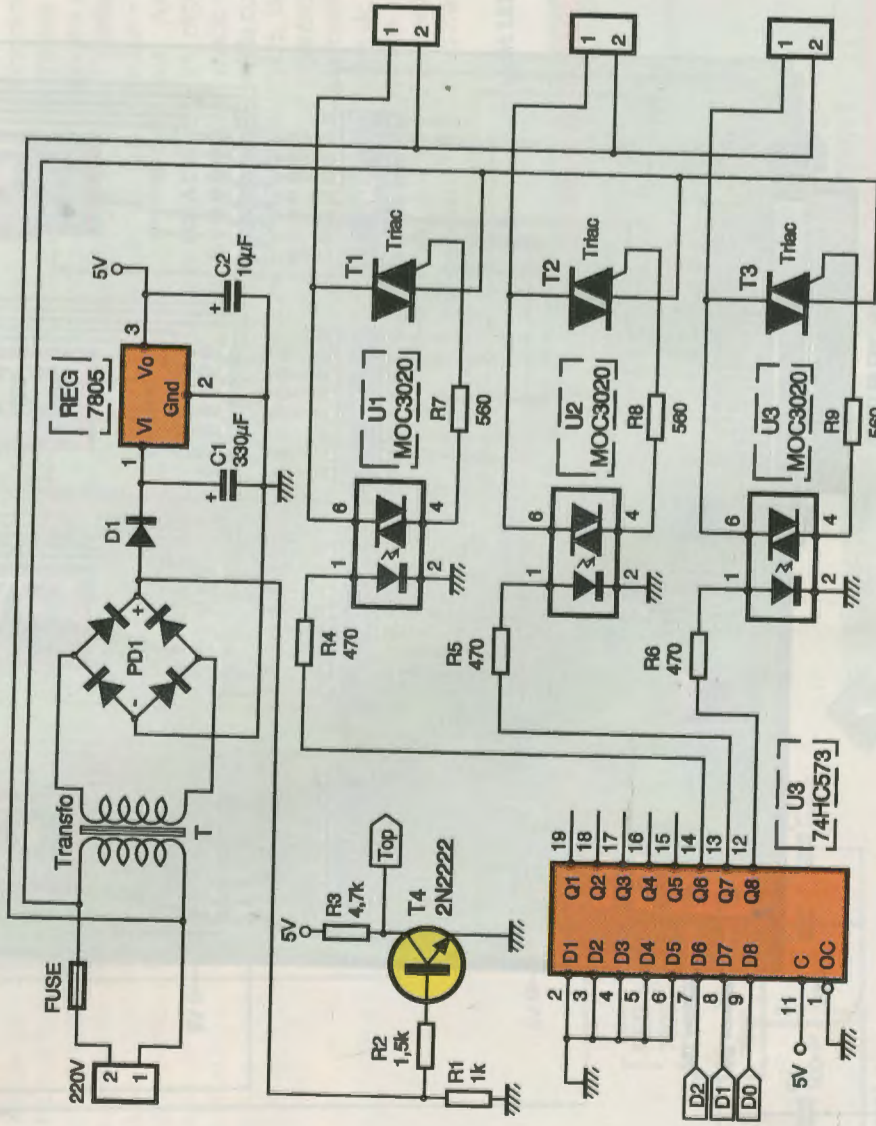 220V
2
1
FUSE
Transfo
T
PD1
-
+
D1
REG
7805
1
VI
Vo
3
Gnd
2
5V
+
C1
330µF
+
C2
10µF
5V
R3
4,7k
Top
T4
2N2222
R2
1,5k
R1
1k
R4
470
1
6
2
4
U1
MOC3020
R7
560
T1
Triac
1
2
R5
470
1
6
2
4
U2
MOC3020
R8
560
T2
Triac
1
2
R6
470
1
6
2
4
U3
MOC3020
R9
560
T3
Triac
1
2
2 D1 Q1 19
3 D2 Q2 18
4 D3 Q3 17
5 D4 Q4 16
6 D5 Q5 15
D2 7 D6 Q6 14
D1 8 D7 Q7 13
D0 9 D8 Q8 12
5V 11 C
1 OC
U3
74HC573